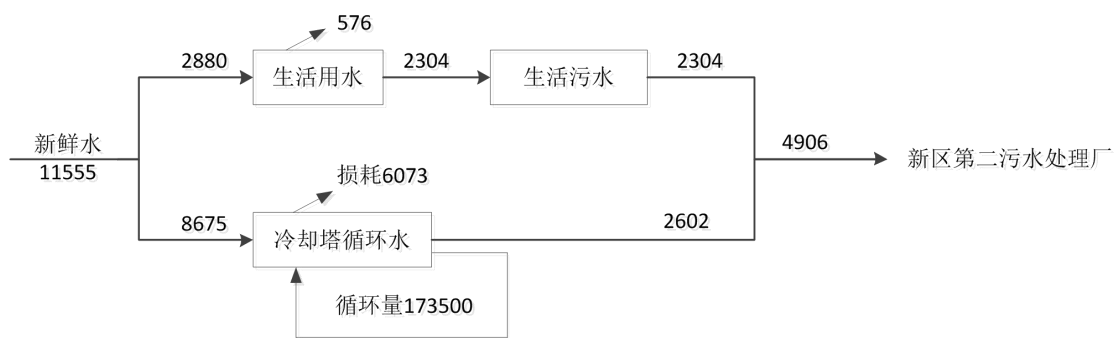 576
2880
生活用水
2304
生活污水
2304
新鲜水
11555
4906
新区第二污水处理厂
损耗6073
8675
冷却塔循环水
2602
循环量173500